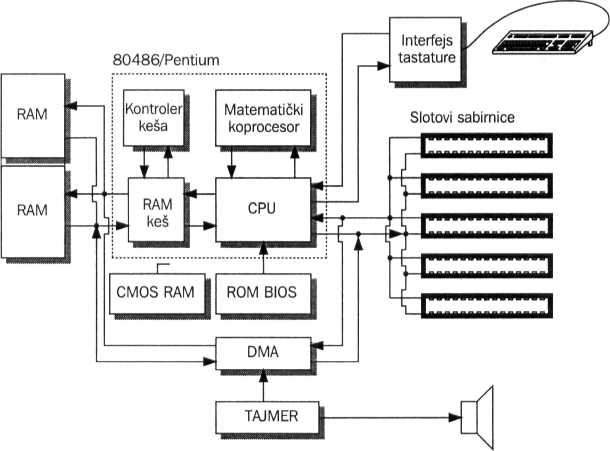 Interfejs
tastature
80486/Pentium
RAM
Kontroler
keša
Matematički
koprocesor
Slotovi sabirnice
RAM
RAM
keš
CPU
CMOS RAM
ROM BIOS
DMA
TAJMER